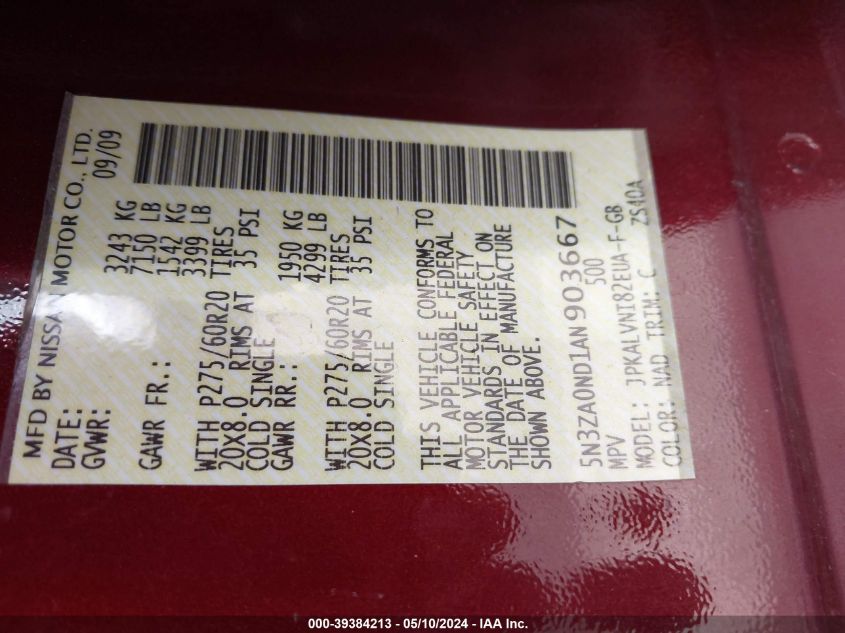 MFD BY NISSAN MOTOR CO., LTD.
DATE: 09/09
GVWR: 3243 KG
7150 LB
GAWR FR.: 1542 KG
3399 LB
WITH P275/60R20 TIRES
20X8.0 RIMS AT 35 PSI
COLD SINGLE
GAWR RR.: 1950 KG
4299 LB
WITH P275/60R20 TIRES
20X8.0 RIMS AT 35 PSI
COLD SINGLE
THIS VEHICLE CONFORMS TO
ALL APPLICABLE FEDERAL
MOTOR VEHICLE SAFETY
STANDARDS IN EFFECT ON
THE DATE OF MANUFACTURE
SHOWN ABOVE.
5N3ZA0ND1AN903667
MPV 500
MODEL: JPKALVNT82EUA-F-GB
COLOR: NAD TRIM: C ZS40A
000-39384213 - 05/10/2024 - IAA Inc.